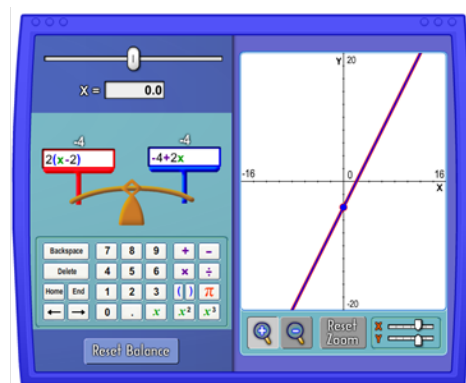 X = 0.0
-4 -4
2(x-2) -4+2x
Backspace 7 8 9 + -
Delete 4 5 6 × ÷
Home End 1 2 3 ( ) π
← → 0 . x x² x³
Reset Balance
Y 20
-16 0 16
X
-20
Reset
Zoom
X
Y